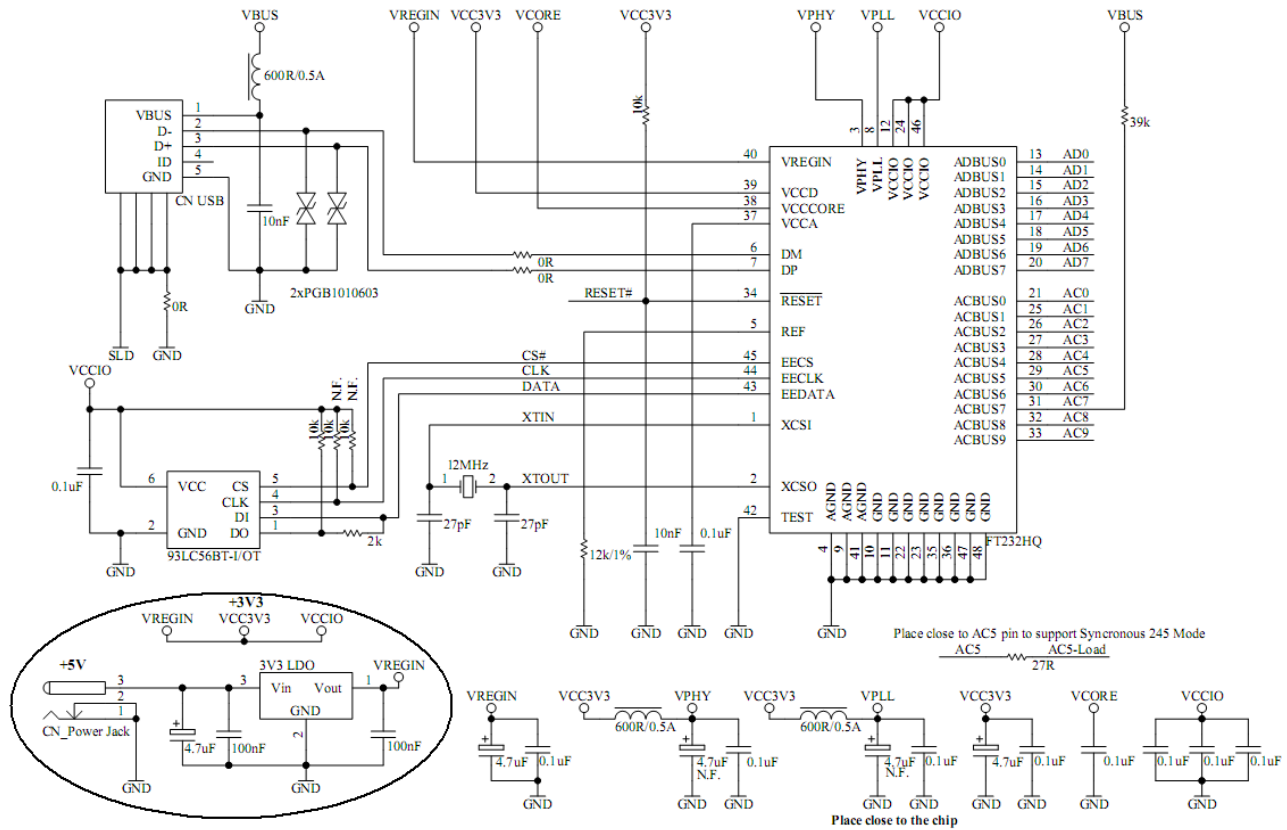 VBUS VREGIN VCC3V3 VCORE VCC3V3 VPHY VPLL VCCIO VBUS
600R/0.5A
10k
39k
VBUS 1
D- 2
D+ 3
ID 4
GND 5
CN USB
10nF
2xPGB1010603
GND
0R
SLD GND
3 8 12 24 46
VPHY VPLL VCCIO VCCIO VCCIO
40 VREGIN
39 VCCD
38 VCCCORE
37 VCCA
0R 6 DM
0R 7 DP
RESET# 34 RESET
5 REF
CS# 45 EECS
CLK 44 EECLK
DATA 43 EEDATA
XTIN 1 XCSI
XTOUT 2 XCSO
42 TEST
ADBUS0 13 AD0
ADBUS1 14 AD1
ADBUS2 15 AD2
ADBUS3 16 AD3
ADBUS4 17 AD4
ADBUS5 18 AD5
ADBUS6 19 AD6
ADBUS7 20 AD7
ACBUS0 21 AC0
ACBUS1 25 AC1
ACBUS2 26 AC2
ACBUS3 27 AC3
ACBUS4 28 AC4
ACBUS5 29 AC5
ACBUS6 30 AC6
ACBUS7 31 AC7
ACBUS8 32 AC8
ACBUS9 33 AC9
AGND AGND AGND GND GND GND GND GND GND GND GND
4 9 41 10 11 22 23 35 36 47 48
FT232HQ
GND
VCCIO
N.F. N.F.
10k 10k 10k
0.1uF
6 VCC CS 5
CLK 4
DI 3
2 GND DO 1
2k
93LC56BT-I/OT
GND
12MHz
1 2
27pF 27pF
GND GND
12k/1%
10nF 0.1uF
GND GND GND GND
+3V3
VREGIN VCC3V3 VCCIO
+5V
3V3 LDO VREGIN
3 3 Vin Vout 1
2
1
GND
2
CN_Power Jack
4.7uF 100nF 100nF
GND GND
Place close to AC5 pin to support Syncronous 245 Mode
AC5 AC5-Load
27R
VREGIN VCC3V3 VPHY VCC3V3 VPLL VCC3V3 VCORE VCCIO
600R/0.5A 600R/0.5A
+ + + + +
4.7uF 0.1uF
4.7uF N.F. 0.1uF
4.7uF N.F. 0.1uF
4.7uF 0.1uF
0.1uF
0.1uF 0.1uF 0.1uF
GND GND GND GND GND GND GND GND GND
Place close to the chip